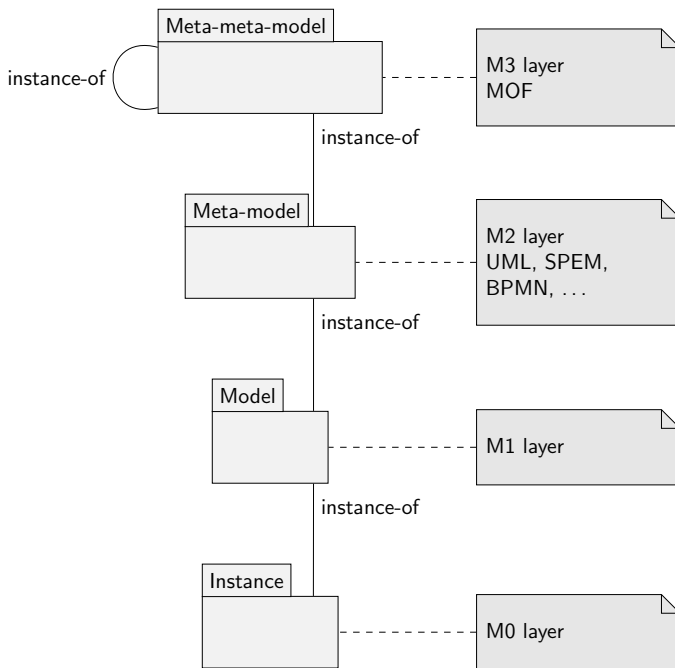 Meta-meta-model
instance-of
M3 layer
MOF
instance-of
Meta-model
M2 layer
UML, SPEM,
BPMN, . . .
instance-of
Model
M1 layer
instance-of
Instance
M0 layer